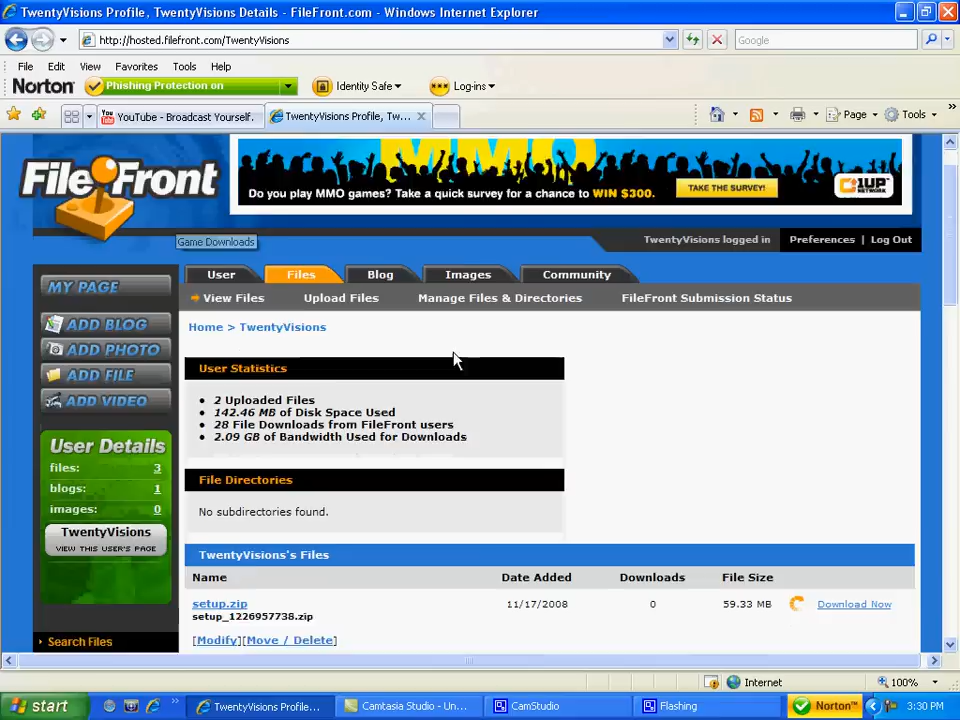 TwentyVisions Profile, TwentyVisions Details - FileFront.com - Windows Internet Explorer
http://hosted.filefront.com/TwentyVisions
Google
File Edit View Favorites Tools Help
Norton Phishing Protection on Identity Safe Log-ins
YouTube - Broadcast Yourself. TwentyVisions Profile, Tw... Page Tools
FileFront
MMO
Do you play MMO games? Take a quick survey for a chance to WIN $300. TAKE THE SURVEY! 1UP NETWORK
Game Downloads
TwentyVisions logged in Preferences | Log Out
User Files Blog Images Community
View Files Upload Files Manage Files & Directories FileFront Submission Status
MY PAGE
ADD BLOG
ADD PHOTO
ADD FILE
ADD VIDEO
User Details
files: 3
blogs: 1
images: 0
TwentyVisions
VIEW THIS USER'S PAGE
Search Files
Home > TwentyVisions
User Statistics
2 Uploaded Files
142.46 MB of Disk Space Used
28 File Downloads from FileFront users
2.09 GB of Bandwidth Used for Downloads
File Directories
No subdirectories found.
TwentyVisions's Files
Name Date Added Downloads File Size
setup.zip 11/17/2008 0 59.33 MB Download Now
setup_1226957738.zip
[Modify][Move / Delete]
Internet 100%
start TwentyVisions Profile... Camtasia Studio - Un... CamStudio Flashing Norton™ 3:30 PM